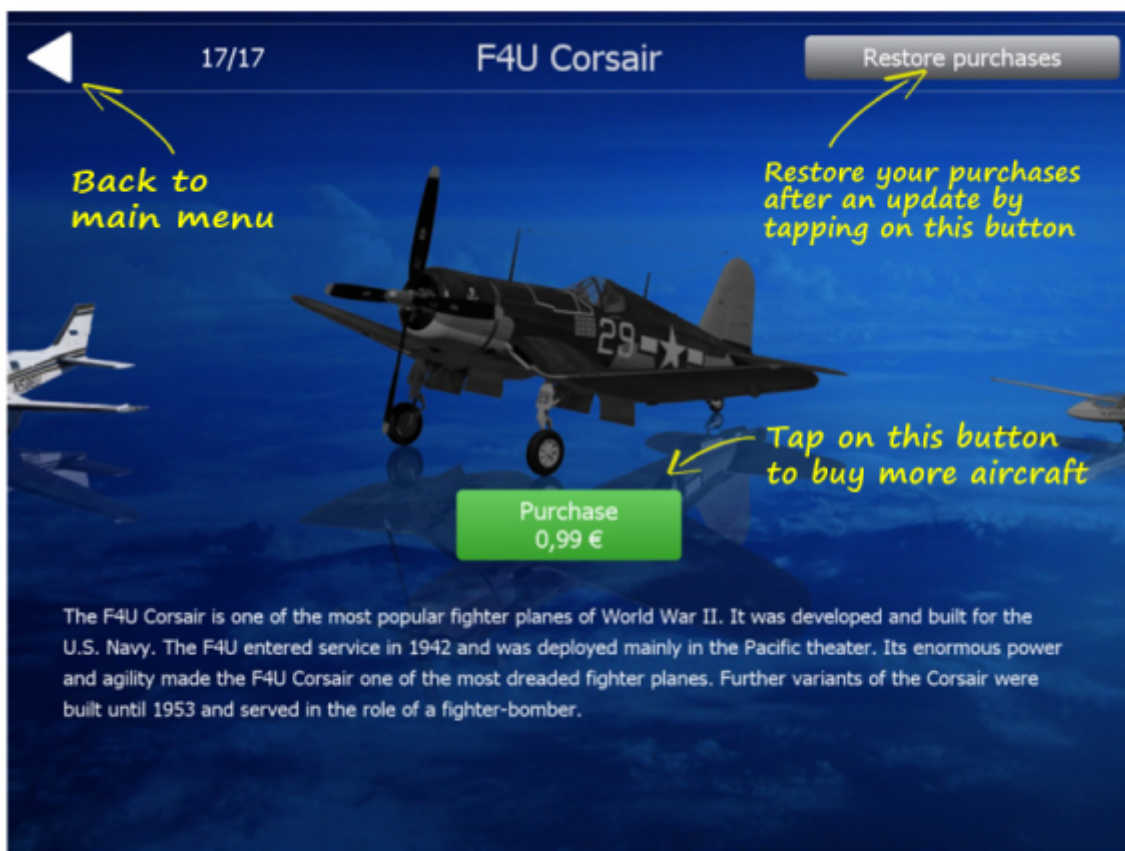 17/17
F4U Corsair
Restore purchases
Back to
main menu
Restore your purchases
after an update by
tapping on this button
29
Tap on this button
to buy more aircraft
Purchase
0,99 €
The F4U Corsair is one of the most popular fighter planes of World War II. It was developed and built for the
U.S. Navy. The F4U entered service in 1942 and was deployed mainly in the Pacific theater. Its enormous power
and agility made the F4U Corsair one of the most dreaded fighter planes. Further variants of the Corsair were
built until 1953 and served in the role of a fighter-bomber.